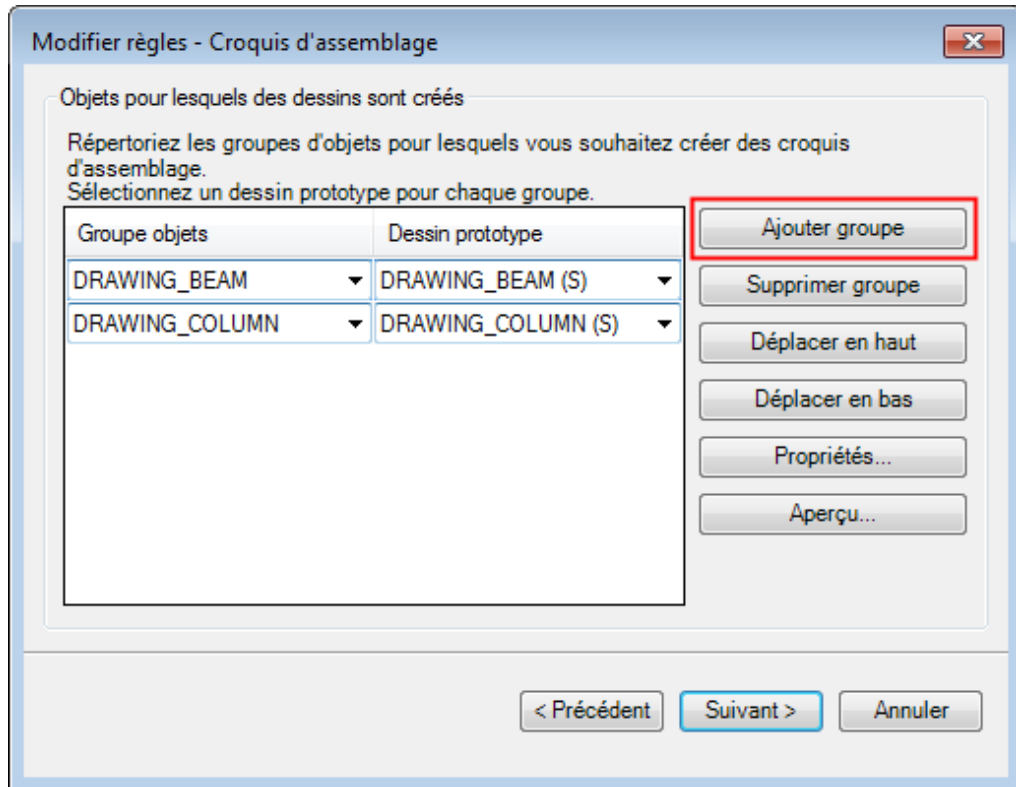 Modifier règles - Croquis d'assemblage
Objets pour lesquels des dessins sont créés
Répertoriez les groupes d'objets pour lesquels vous souhaitez créer des croquis
d'assemblage.
Sélectionnez un dessin prototype pour chaque groupe.
Groupe objets
Dessin prototype
DRAWING_BEAM
DRAWING_BEAM (S)
DRAWING_COLUMN
DRAWING_COLUMN (S)
Ajouter groupe
Supprimer groupe
Déplacer en haut
Déplacer en bas
Propriétés...
Aperçu...
< Précédent
Suivant >
Annuler